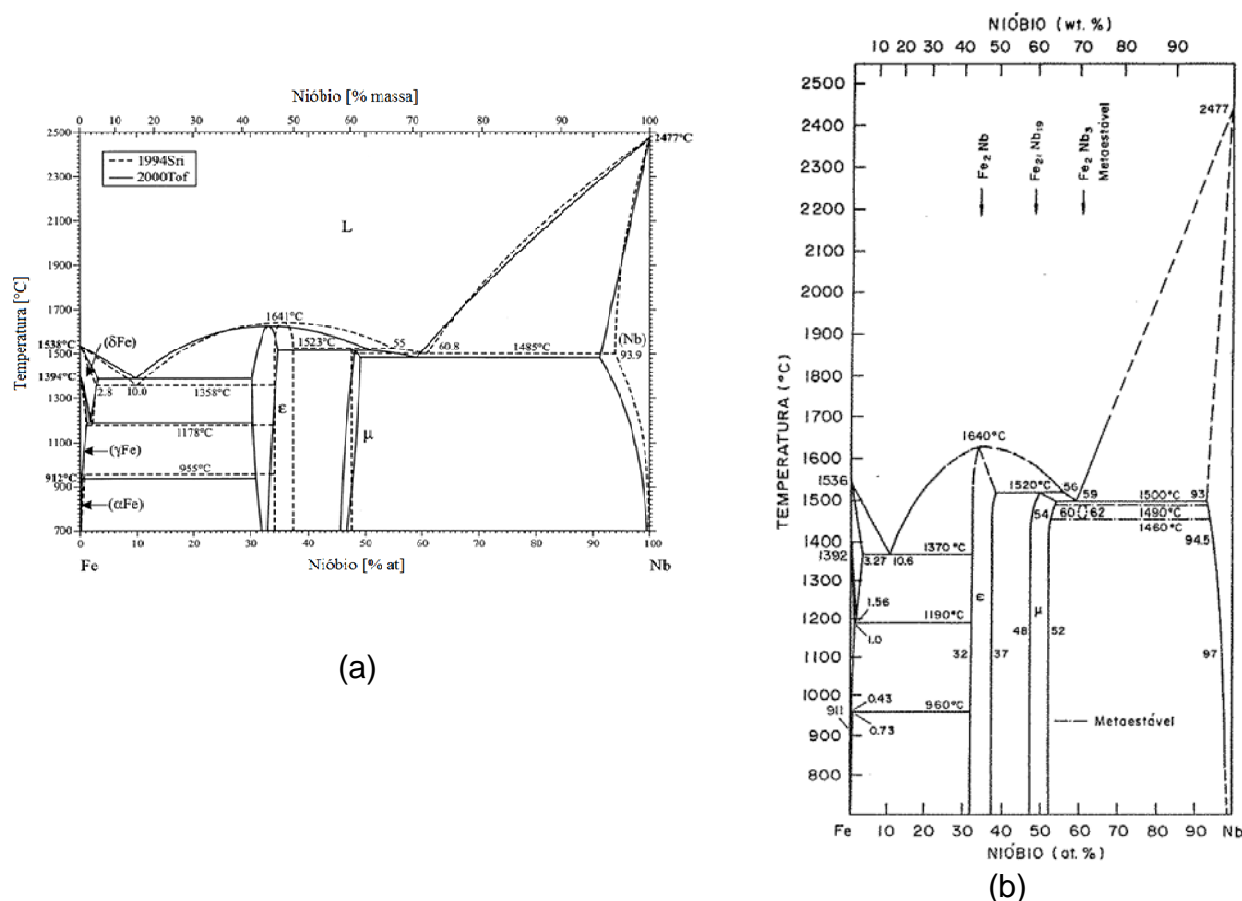 Nióbio [% massa]
0 10 20 30 40 50 60 70 80 90 100
2500
2300
2100
1900
1700
1500
1300
1100
900
700
Temperatura [°C]
1994Sri
2000Tof
2477°C
L
1641°C
(δFe)
1538°C
1523°C
55
60.8
1485°C
(Nb)
93.9
1394°C
2.8
10.0
1358°C
ε
μ
1178°C
(γFe)
955°C
(αFe)
0 10 20 30 40 50 60 70 80 90 100
Fe
Nióbio [% at]
Nb
(a)
NIÓBIO (wt. %)
10 20 30 40 50 60 70 80 90
2500
2400
2300
2200
2100
2000
1900
1800
1700
1600
1536
1500
1400
1392
1300
1200
1100
1000
911
900
800
TEMPERATURA (°C)
2477
Fe2 Nb
Fe2 Nb3
Metaestável
1640°C
1520°C
56
59
1500°C
93
54
60
62
1490°C
1460°C
94.5
1370°C
3.27
10.6
ε
μ
1.56
1190°C
1.0
32
37
48
52
97
0.43
960°C
0.73
Metaestável
Fe 10 20 30 40 50 60 70 80 90 Nb
NIÓBIO (at. %)
(b)